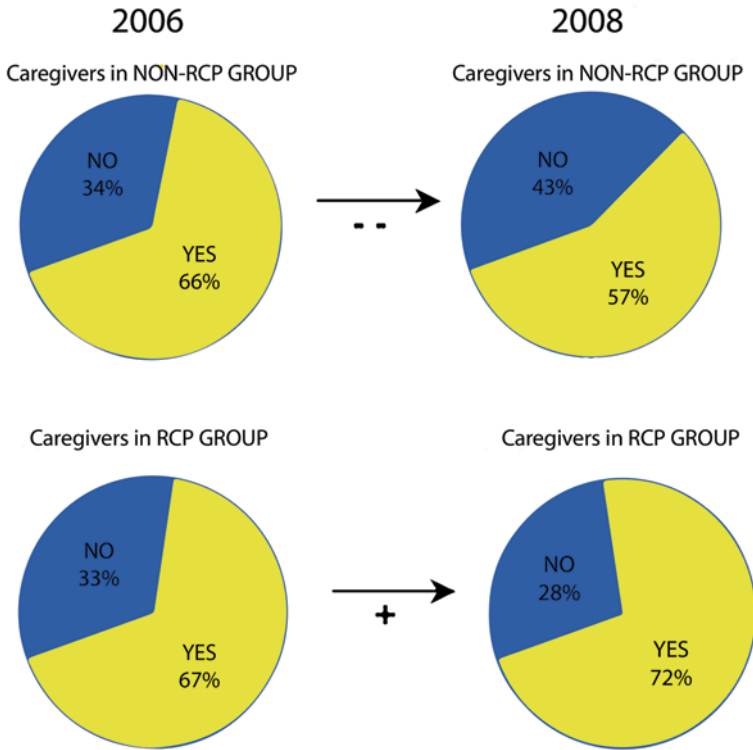 2006
2008
Caregivers in NON-RCP GROUP
Caregivers in NON-RCP GROUP
NO
34%
YES
66%
- -
NO
43%
YES
57%
Caregivers in RCP GROUP
Caregivers in RCP GROUP
NO
33%
YES
67%
+
NO
28%
YES
72%